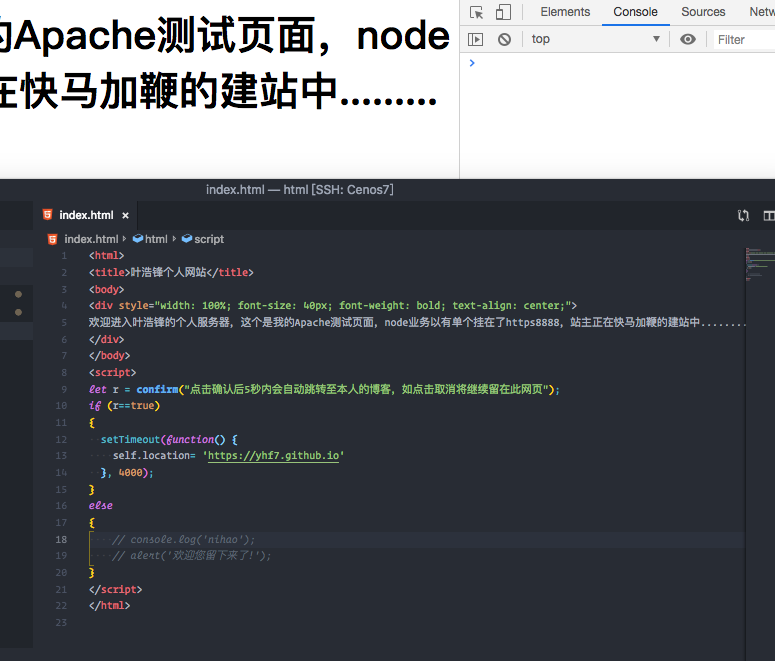 的Apache测试页面，node
在快马加鞭的建站中.........
Elements Console Sources Netw
top Filter
index.html — html [SSH: Cenos7]
index.html ×
index.html › html › script
1 <html>
2 <title>叶浩锋个人网站</title>
3 <body>
4 <div style="width: 100%; font-size: 40px; font-weight: bold; text-align: center;">
5 欢迎进入叶浩锋的个人服务器，这个是我的Apache测试页面，node业务以有单个挂在了https8888，站主正在快马加鞭的建站中.........
6 </div>
7 </body>
8 <script>
9 let r = confirm("点击确认后5秒内会自动跳转至本人的博客，如点击取消将继续留在此网页");
10 if (r==true)
11 {
12 setTimeout(function() {
13 self.location= 'https://yhf7.github.io'
14 }, 4000);
15 }
16 else
17 {
18 // console.log('nihao');
19 // alent('欢迎您留下来了!');
20 }
21 </script>
22 </html>
23